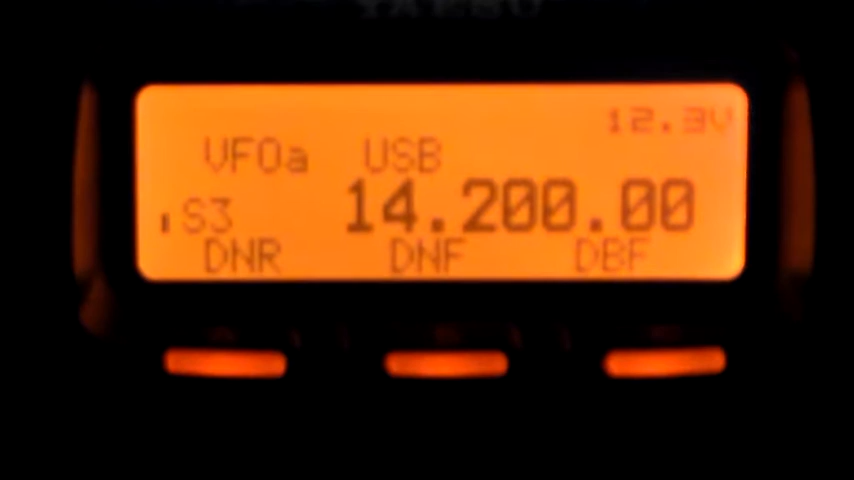 12.3V
VFOa USB
S3 14.200.00
DNR DNF DBF